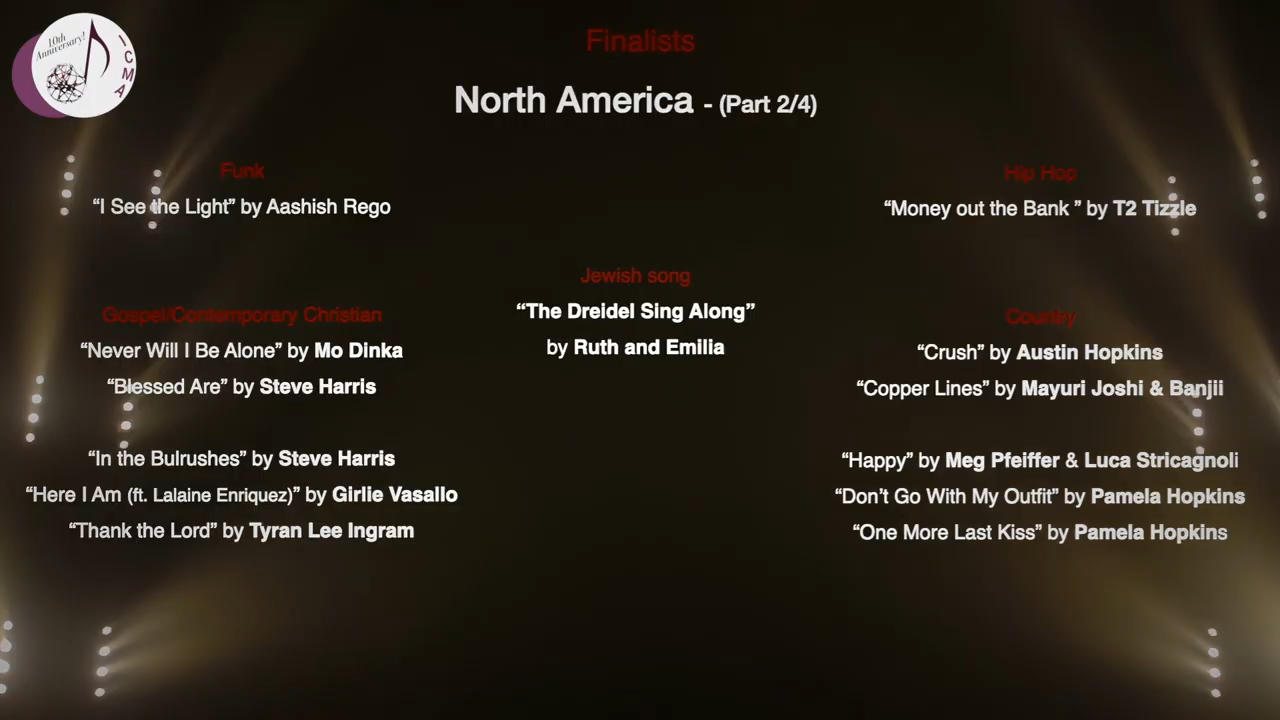 10th
Anniversary!
ICMA
Finalists
North America - (Part 2/4)
Funk
“I See the Light” by Aashish Rego
Gospel/Contemporary Christian
“Never Will I Be Alone” by Mo Dinka
“Blessed Are” by Steve Harris
“In the Bulrushes” by Steve Harris
“Here I Am (ft. Lalaine Enriquez)” by Girlie Vasallo
“Thank the Lord” by Tyran Lee Ingram
Jewish song
“The Dreidel Sing Along”
by Ruth and Emilia
Hip Hop
“Money out the Bank ” by T2 Tizzle
Country
“Crush” by Austin Hopkins
“Copper Lines” by Mayuri Joshi & Banjii
“Happy” by Meg Pfeiffer & Luca Stricagnoli
“Don’t Go With My Outfit” by Pamela Hopkins
“One More Last Kiss” by Pamela Hopkins